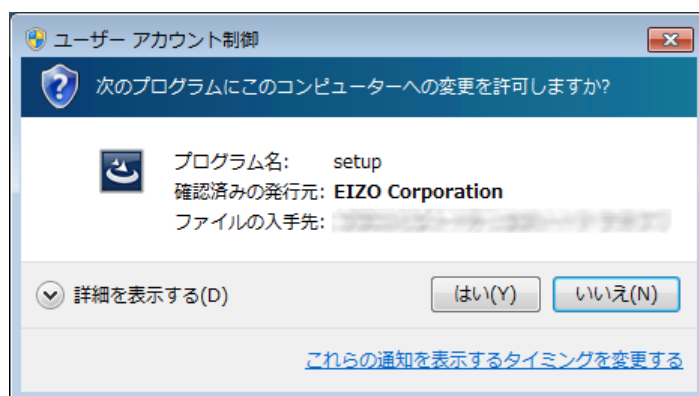 ユーザー アカウント制御
次のプログラムにこのコンピューターへの変更を許可しますか?
プログラム名: setup
確認済みの発行元: EIZO Corporation
ファイルの入手先:
詳細を表示する(D)
はい(Y)
いいえ(N)
これらの通知を表示するタイミングを変更する